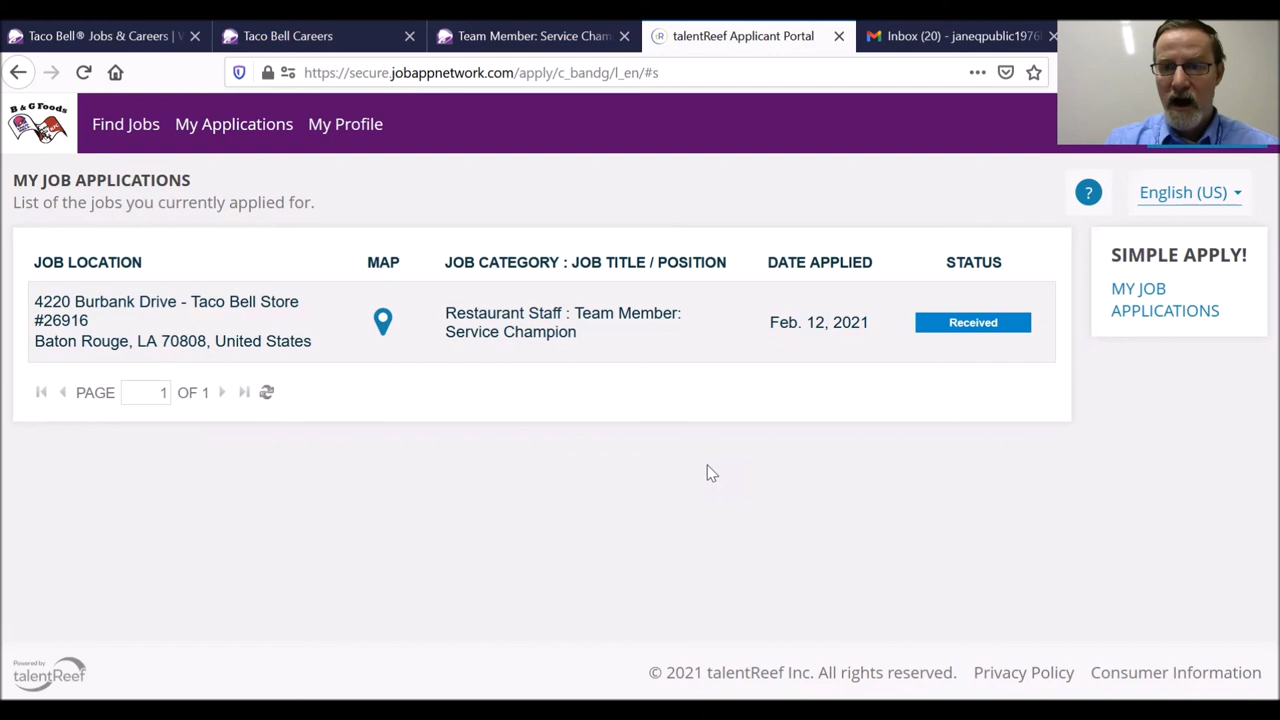 Taco Bell® Jobs & Careers |
Taco Bell Careers
Team Member: Service Cham
talentReef Applicant Portal
Inbox (20) - janeqpublic1976
https://secure.jobappnetwork.com/apply/c_bandg/l_en/#s
B & G Foods
Find Jobs My Applications My Profile
MY JOB APPLICATIONS
List of the jobs you currently applied for.
?
English (US)
JOB LOCATION MAP JOB CATEGORY : JOB TITLE / POSITION DATE APPLIED STATUS
4220 Burbank Drive - Taco Bell Store
#26916
Baton Rouge, LA 70808, United States
Restaurant Staff : Team Member:
Service Champion
Feb. 12, 2021
Received
PAGE 1 OF 1
SIMPLE APPLY!
MY JOB
APPLICATIONS
Powered by
talentReef
© 2021 talentReef Inc. All rights reserved. Privacy Policy Consumer Information